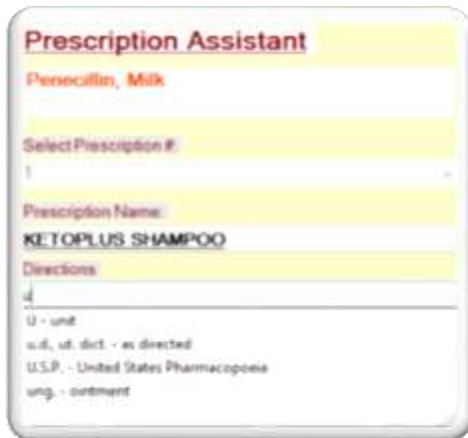 Prescription Assistant
Penecillin, Milk
Select Prescription #:
1
Prescription Name:
KETOPLUS SHAMPOO
Directions:
u
U - unit
u.d., ut. dict. - as directed
U.S.P. - United States Pharmacopoeia
ung. - ointment